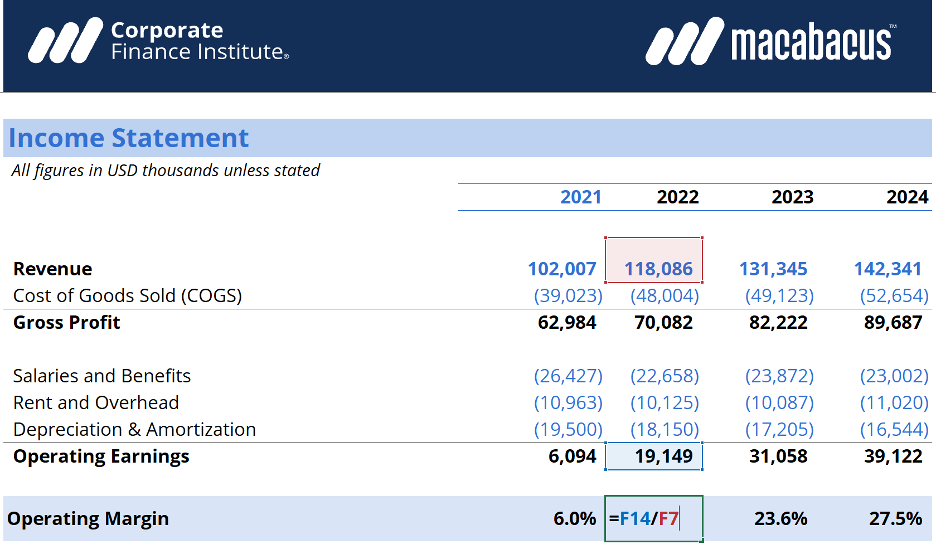 Corporate
Finance Institute®
macabacus™
Income Statement
All figures in USD thousands unless stated
2021 2022 2023 2024
Revenue 102,007 118,086 131,345 142,341
Cost of Goods Sold (COGS) (39,023) (48,004) (49,123) (52,654)
Gross Profit 62,984 70,082 82,222 89,687
Salaries and Benefits (26,427) (22,658) (23,872) (23,002)
Rent and Overhead (10,963) (10,125) (10,087) (11,020)
Depreciation & Amortization (19,500) (18,150) (17,205) (16,544)
Operating Earnings 6,094 19,149 31,058 39,122
Operating Margin 6.0% =F14/F7 23.6% 27.5%